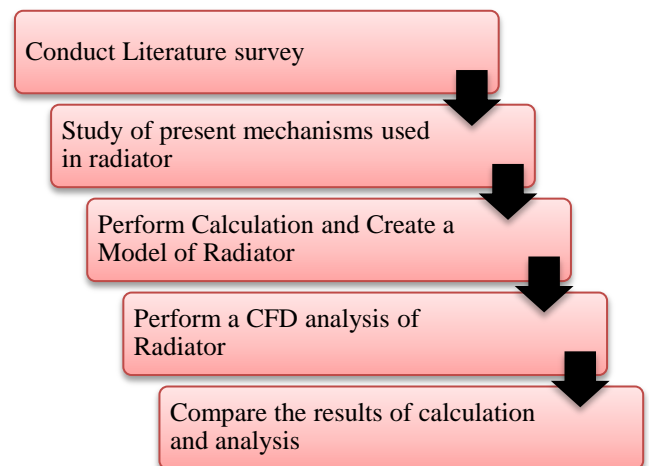 Conduct Literature survey
Study of present mechanisms used
in radiator
Perform Calculation and Create a
Model of Radiator
Perform a CFD analysis of
Radiator
Compare the results of calculation
and analysis